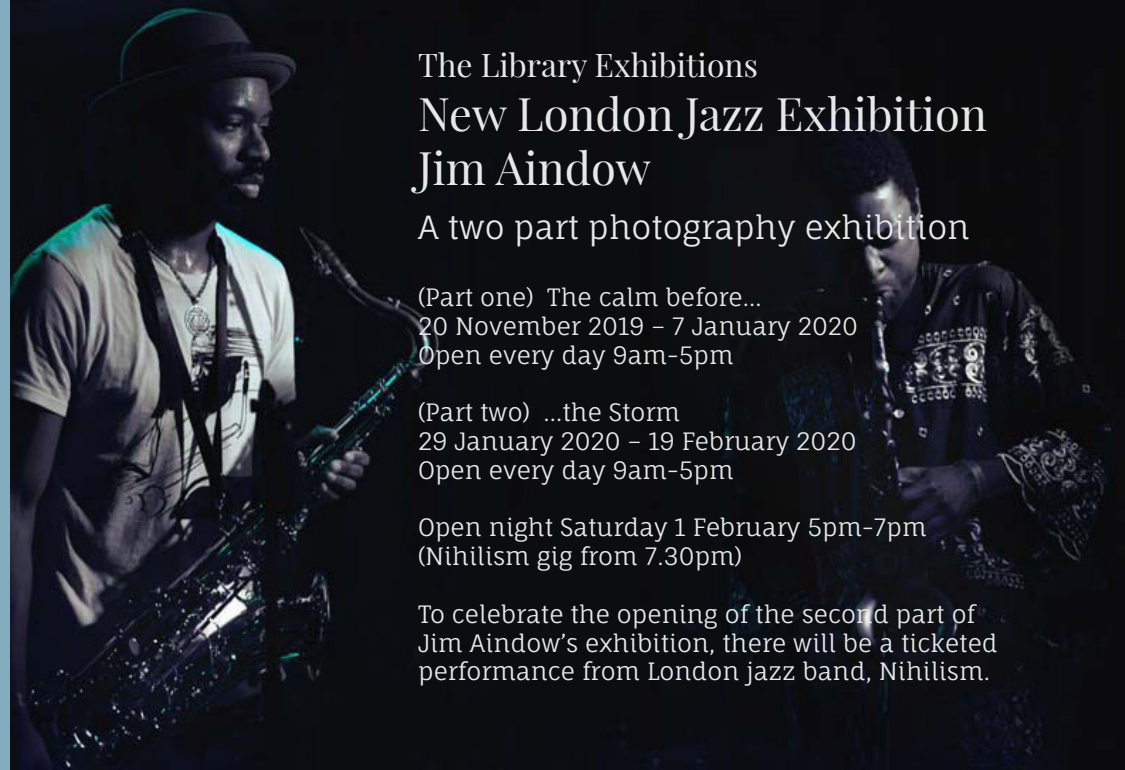 The Library Exhibitions
New London Jazz Exhibition
Jim Aindow
A two part photography exhibition
(Part one)  The calm before...
20 November 2019 – 7 January 2020
Open every day 9am-5pm
(Part two)  ...the Storm
29 January 2020 – 19 February 2020
Open every day 9am-5pm
Open night Saturday 1 February 5pm-7pm
(Nihilism gig from 7.30pm)
To celebrate the opening of the second part of
Jim Aindow’s exhibition, there will be a ticketed
performance from London jazz band, Nihilism.